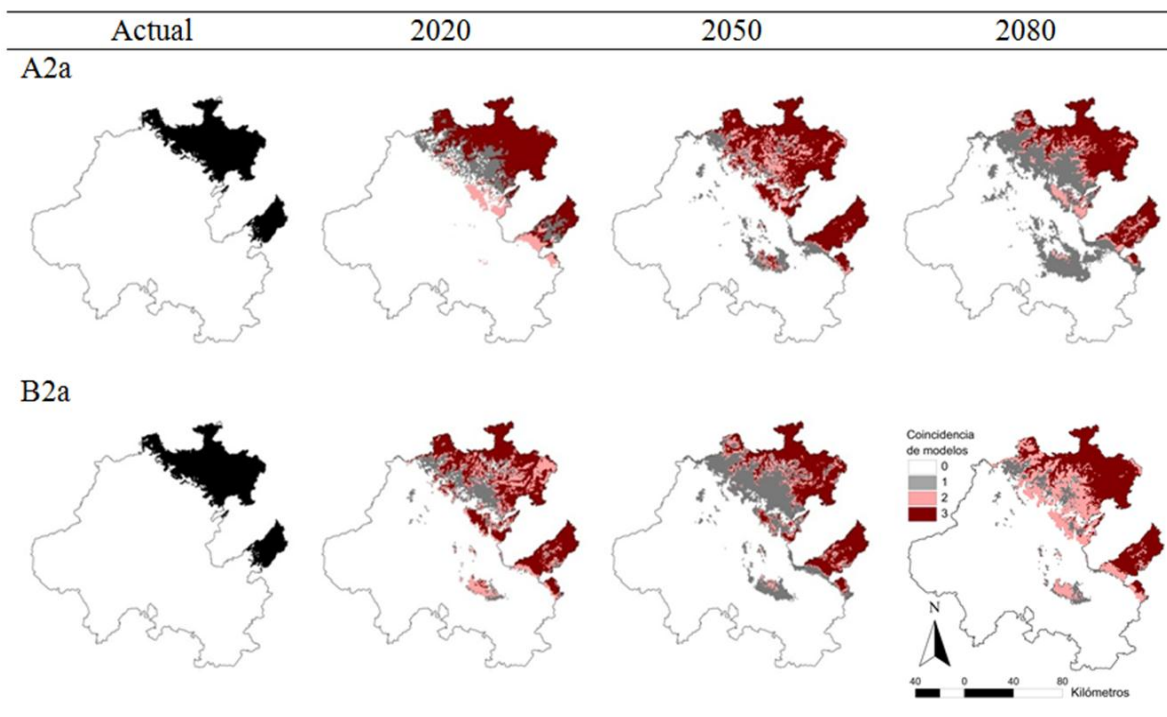 Actual 2020 2050 2080
A2a
B2a
Coincidencia
de modelos
0
1
2
3
N
40 0 40 80
Kilómetros